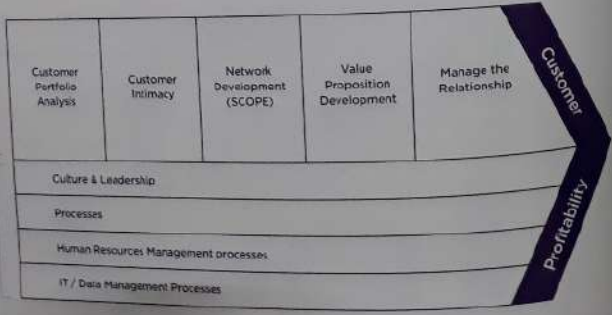 Customer
Portfolio
Analysis
Customer
Intimacy
Network
Development
(SCOPE)
Value
Proposition
Development
Manage the
Relationship
Customer
Profitability
Culture & Leadership
Processes
Human Resources Management processes
IT / Data Management Processes